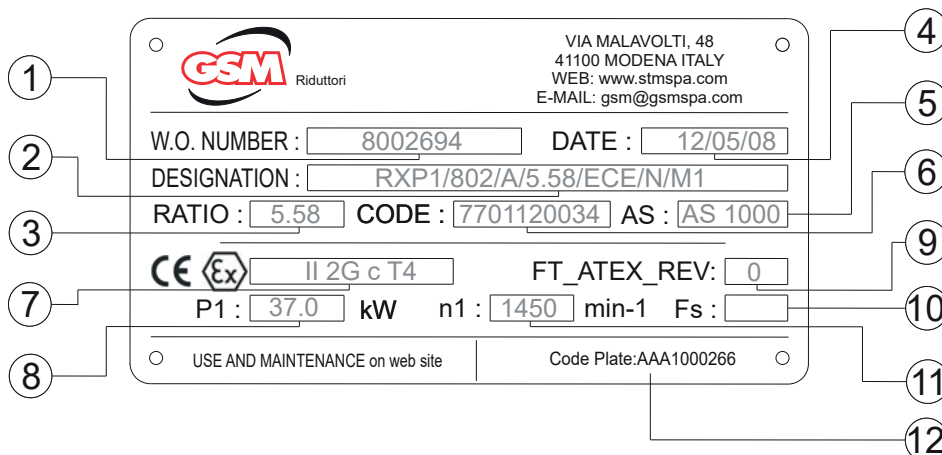 GSM Riduttori
VIA MALAVOLTI, 48
41100 MODENA ITALY
WEB: www.stmspa.com
E-MAIL: gsm@gsmspa.com
W.O. NUMBER : 8002694 DATE : 12/05/08
DESIGNATION : RXP1/802/A/5.58/ECE/N/M1
RATIO : 5.58 CODE : 7701120034 AS : AS 1000
CE Ex II 2G c T4 FT_ATEX_REV: 0
P1 : 37.0 kW n1 : 1450 min-1 Fs :
USE AND MAINTENANCE on web site Code Plate:AAA1000266
1
2
3
7
8
4
5
6
9
10
11
12